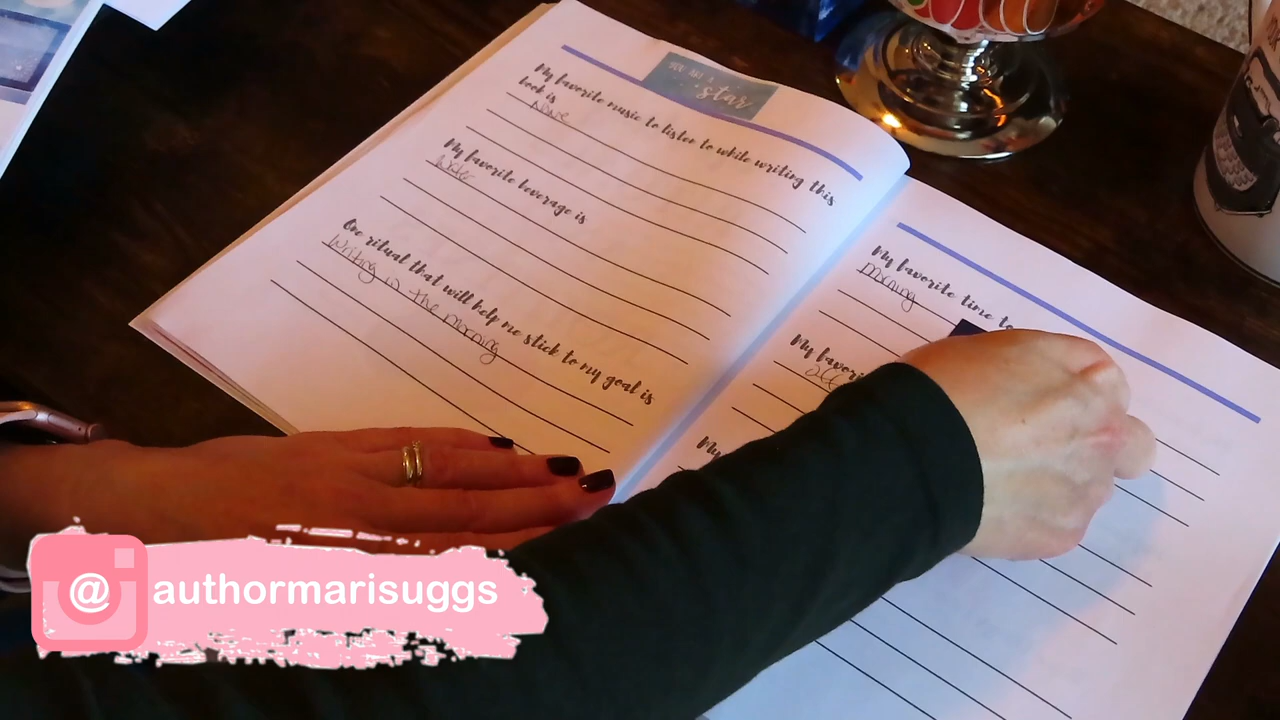 YOU ARE A
star
My favorite music to listen to while writing this
book is
My favorite beverage is
Water
One ritual that will help me stick to my goal is
Writing in the morning
My favorite time to
morning
My favori
My
@ authormarisuggs